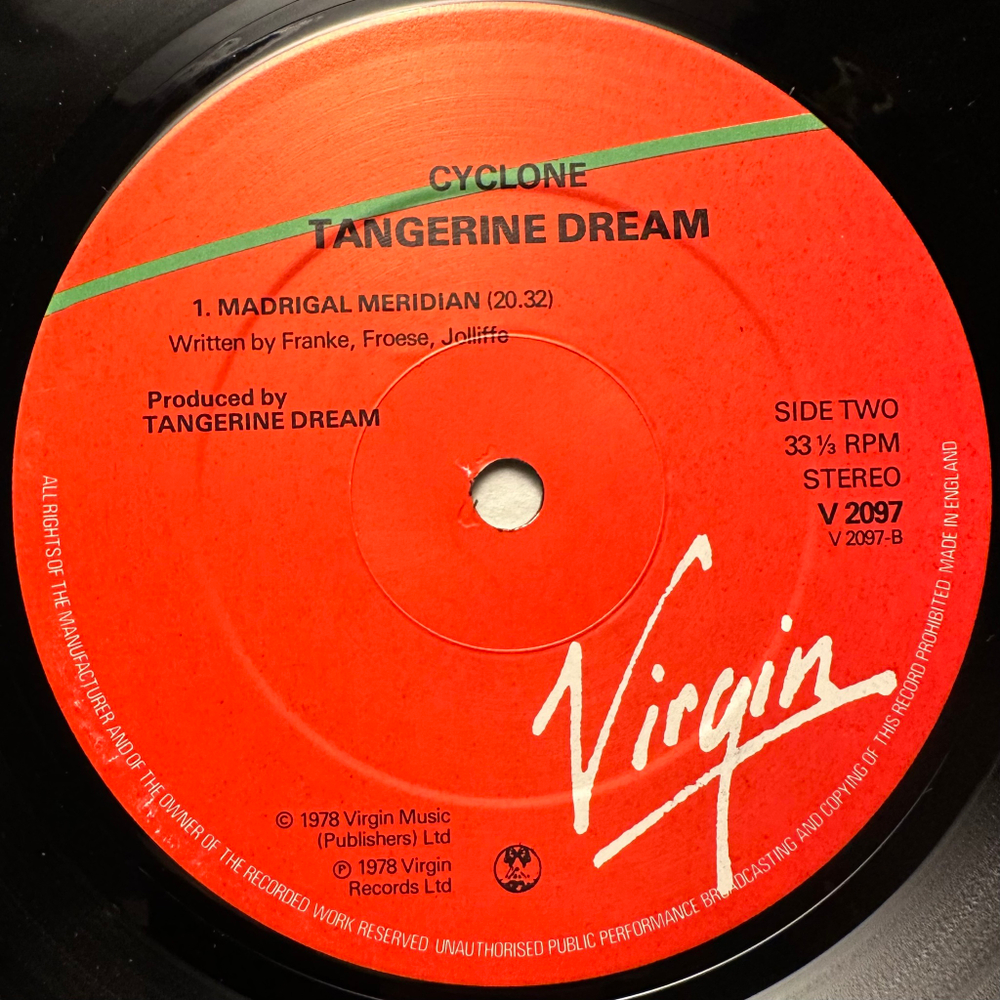 CYCLONE
TANGERINE DREAM
1. MADRIGAL MERIDIAN (20.32)
Written by Franke, Froese, Jolliffe
Produced by
TANGERINE DREAM
SIDE TWO
33 ⅓ RPM
STEREO
V 2097
V 2097-B
Virgin
© 1978 Virgin Music
(Publishers) Ltd
℗ 1978 Virgin
Records Ltd
ALL RIGHTS OF THE MANUFACTURER AND OF THE OWNER OF THE RECORDED WORK RESERVED UNAUTHORISED PUBLIC PERFORMANCE BROADCASTING AND COPYING OF THIS RECORD PROHIBITED MADE IN ENGLAND